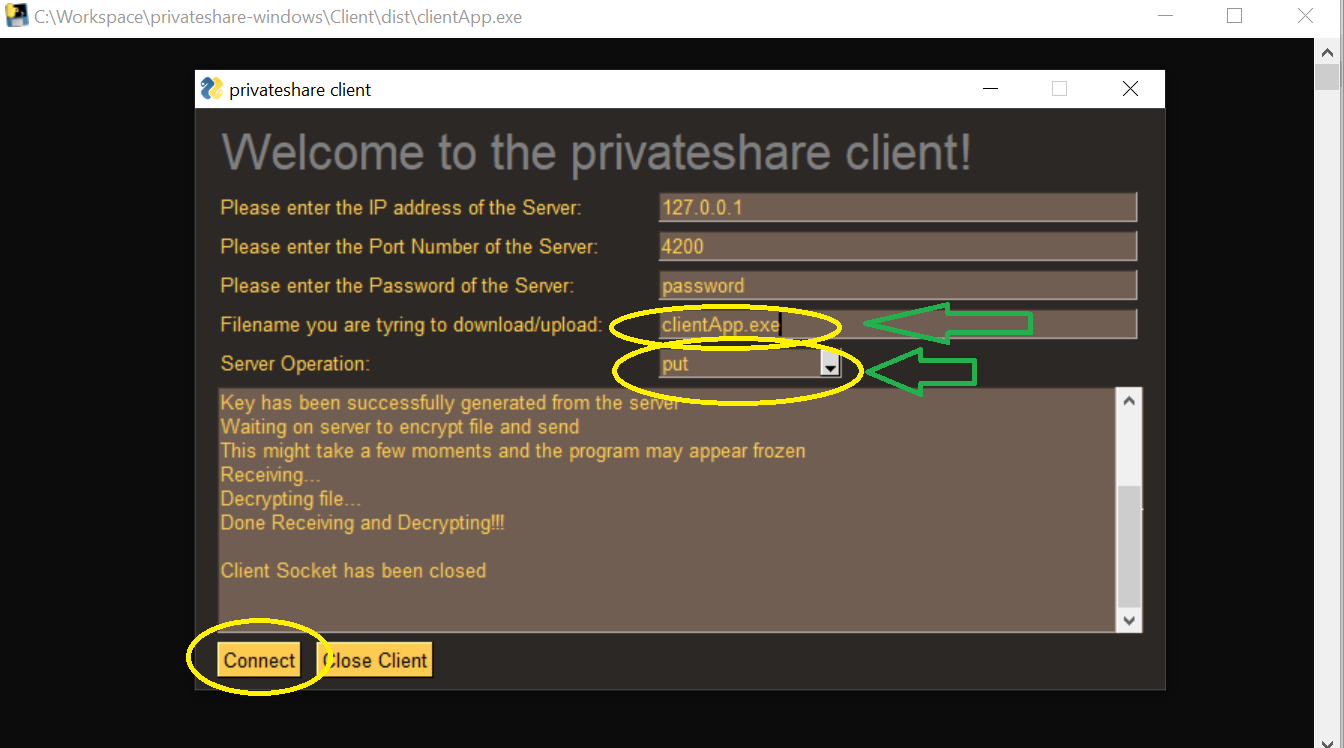 C:\Workspace\privateshare-windows\Client\dist\clientApp.exe
privateshare client
Welcome to the privateshare client!
Please enter the IP address of the Server: 127.0.0.1
Please enter the Port Number of the Server: 4200
Please enter the Password of the Server: password
Filename you are tyring to download/upload: clientApp.exe
Server Operation: put
Key has been successfully generated from the server
Waiting on server to encrypt file and send
This might take a few moments and the program may appear frozen
Receiving...
Decrypting file...
Done Receiving and Decrypting!!!
Client Socket has been closed
Connect Close Client